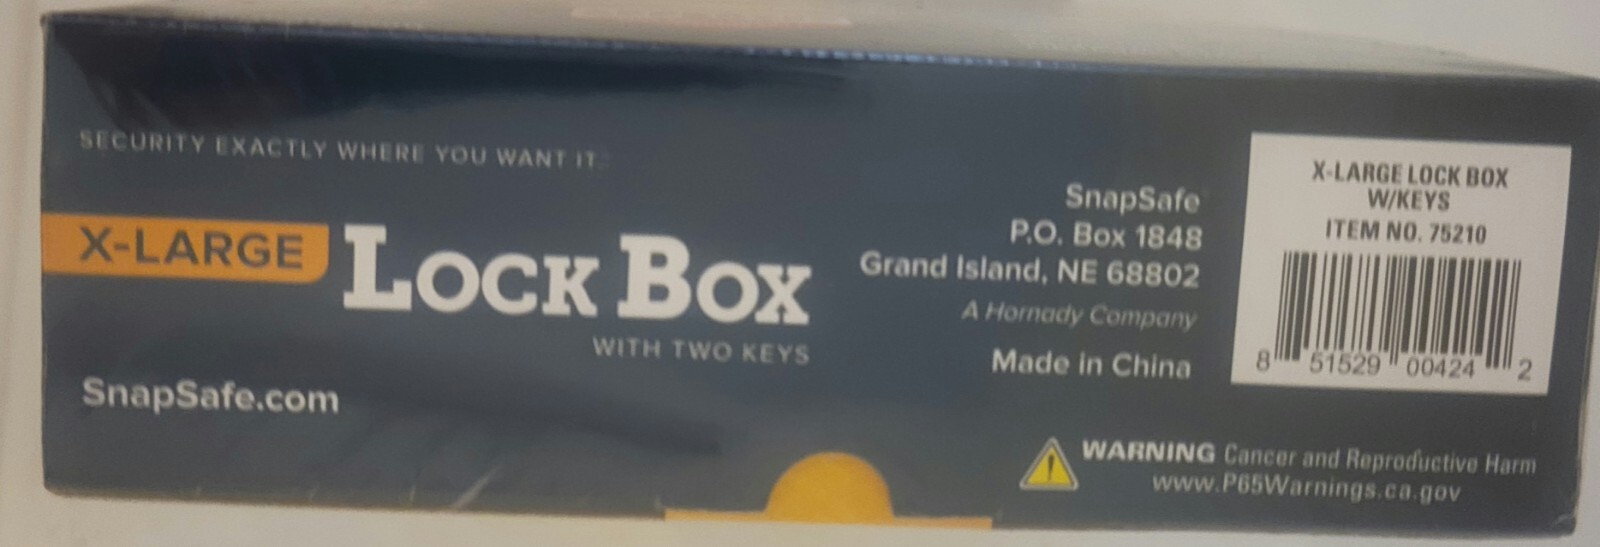 SECURITY EXACTLY WHERE YOU WANT IT.
X-LARGE LOCK BOX
WITH TWO KEYS
SnapSafe.com
SnapSafe
P.O. Box 1848
Grand Island, NE 68802
A Hornady Company
Made in China
X-LARGE LOCK BOX
W/KEYS
ITEM NO. 75210
8 51529 00424 2
WARNING Cancer and Reproductive Harm
www.P65Warnings.ca.gov